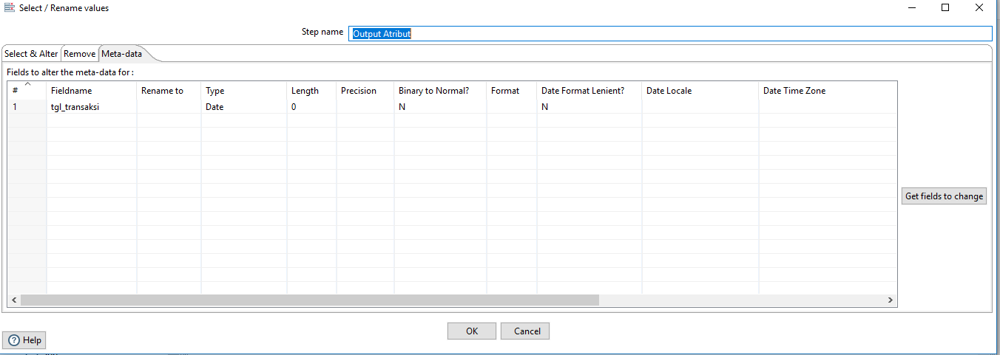 Select / Rename values
Step name Output Atribut
Select & Alter Remove Meta-data
Fields to alter the meta-data for :
# Fieldname Rename to Type Length Precision Binary to Normal? Format Date Format Lenient? Date Locale Date Time Zone
1 tgl_transaksi Date 0 N N
Get fields to change
OK Cancel
Help